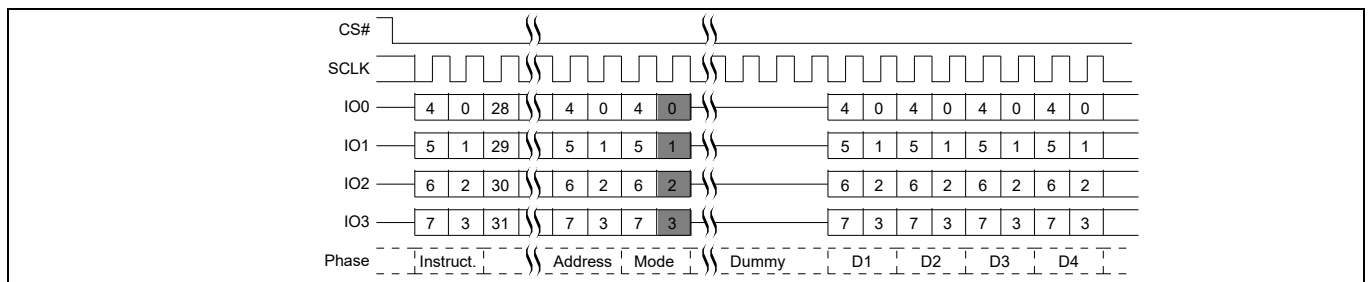 CS#
SCLK
IO0 4 0 28 4 0 4 0 4 0 4 0 4 0 4 0
IO1 5 1 29 5 1 5 1 5 1 5 1 5 1 5 1
IO2 6 2 30 6 2 6 2 6 2 6 2 6 2 6 2
IO3 7 3 31 7 3 7 3 7 3 7 3 7 3 7 3
Phase Instruct. Address Mode Dummy D1 D2 D3 D4